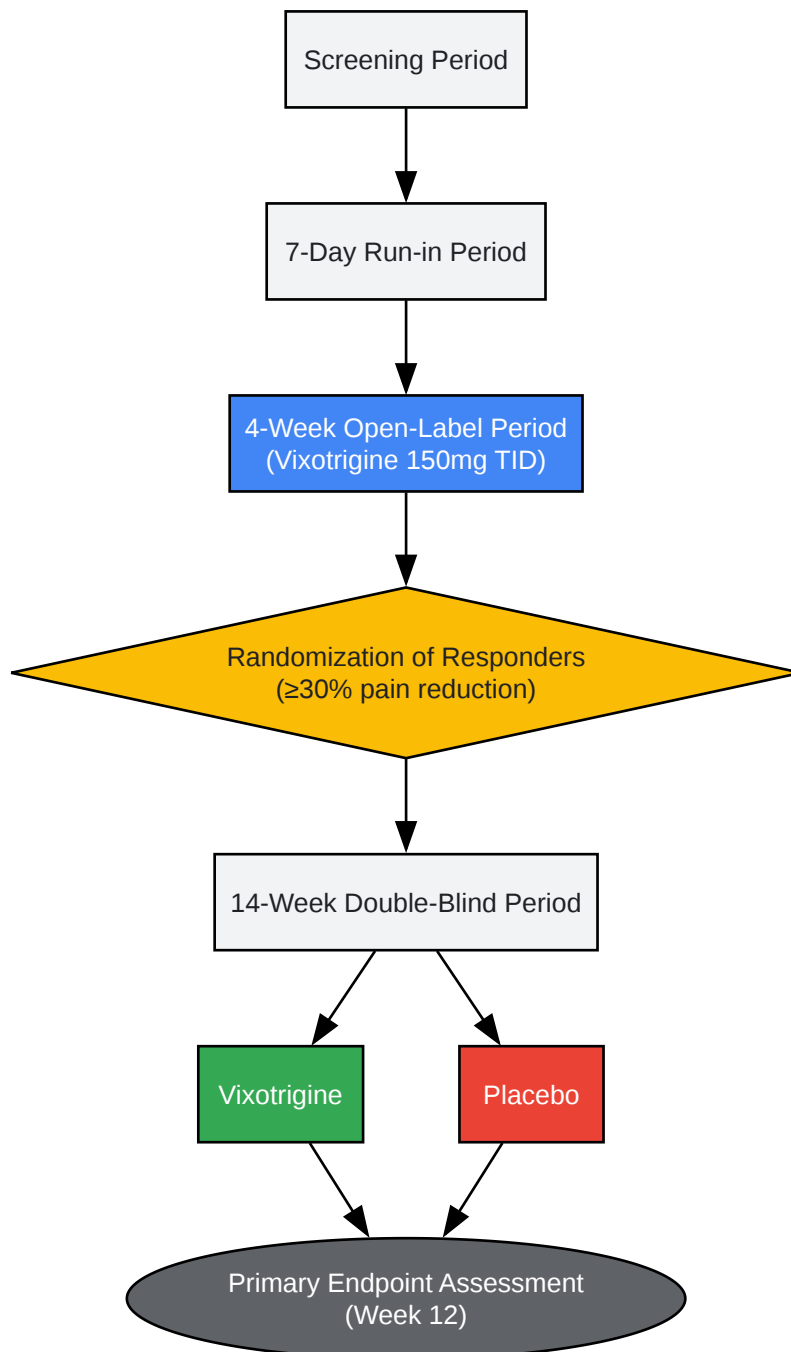 Screening Period
7-Day Run-in Period
4-Week Open-Label Period
(Vixotrigine 150mg TID)
Randomization of Responders
(≥30% pain reduction)
14-Week Double-Blind Period
Vixotrigine
Placebo
Primary Endpoint Assessment
(Week 12)